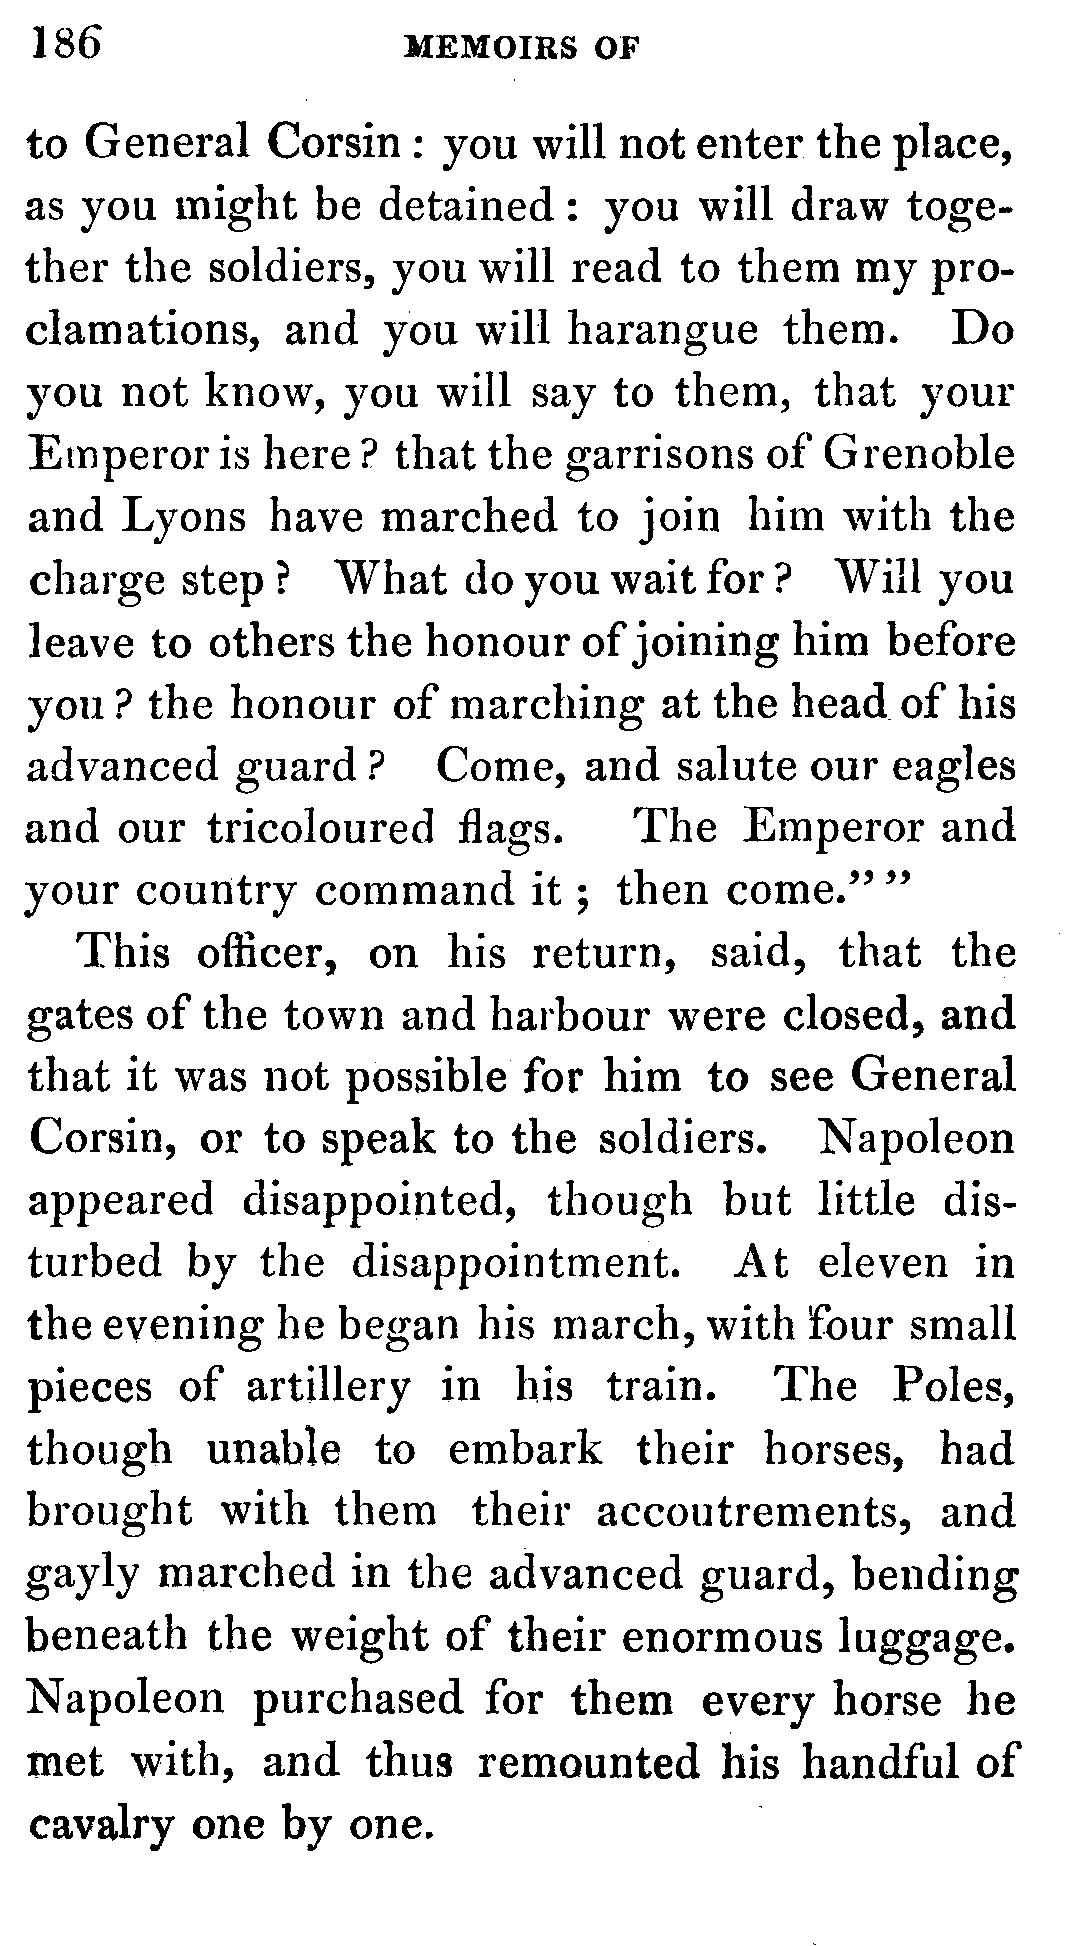 186 MEMOIRS OF
to General Corsin : you will not enter the place,
as you might be detained : you will draw toge-
ther the soldiers, you will read to them my pro-
clamations, and you will harangue them. Do
you not know, you will say to them, that your
Emperor is here ? that the garrisons of Grenoble
and Lyons have marched to join him with the
charge step ? What do you wait for ? Will you
leave to others the honour of joining him before
you ? the honour of marching at the head of his
advanced guard ? Come, and salute our eagles
and our tricoloured flags. The Emperor and
your country command it ; then come.” ”
This officer, on his return, said, that the
gates of the town and harbour were closed, and
that it was not possible for him to see General
Corsin, or to speak to the soldiers. Napoleon
appeared disappointed, though but little dis-
turbed by the disappointment. At eleven in
the evening he began his march, with four small
pieces of artillery in his train. The Poles,
though unable to embark their horses, had
brought with them their accoutrements, and
gayly marched in the advanced guard, bending
beneath the weight of their enormous luggage.
Napoleon purchased for them every horse he
met with, and thus remounted his handful of
cavalry one by one.